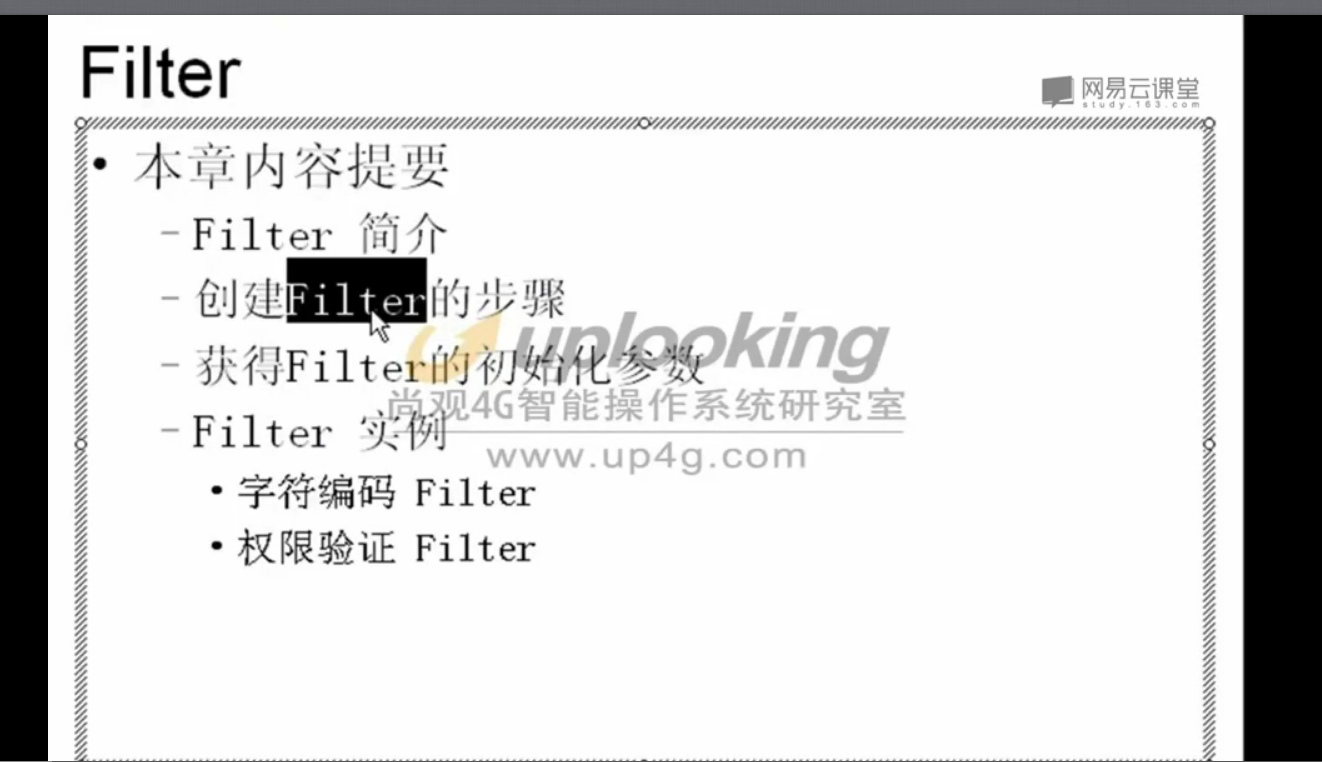 Filter
网易云课堂
study.163.com
• 本章内容提要
– Filter 简介
– 创建Filter的步骤
– 获得Filter的初始化参数
– Filter 实例
• 字符编码 Filter
• 权限验证 Filter
uplooking
尚观4G智能操作系统研究室
www.up4g.com